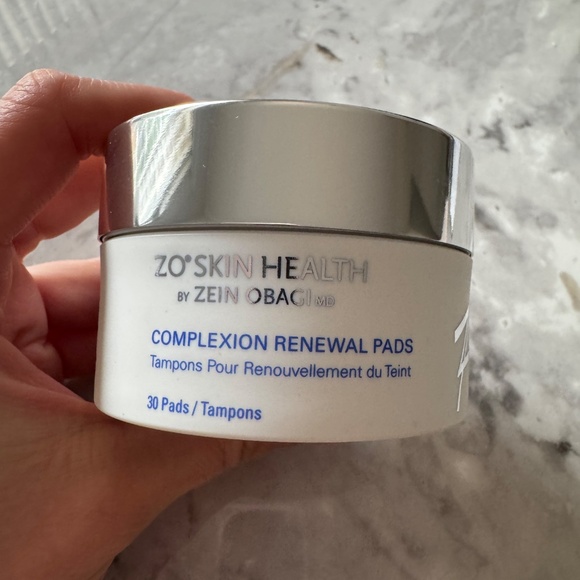 ZO® SKIN HEALTH
BY ZEIN OBAGI MD
COMPLEXION RENEWAL PADS
Tampons Pour Renouvellement du Teint
30 Pads / Tampons